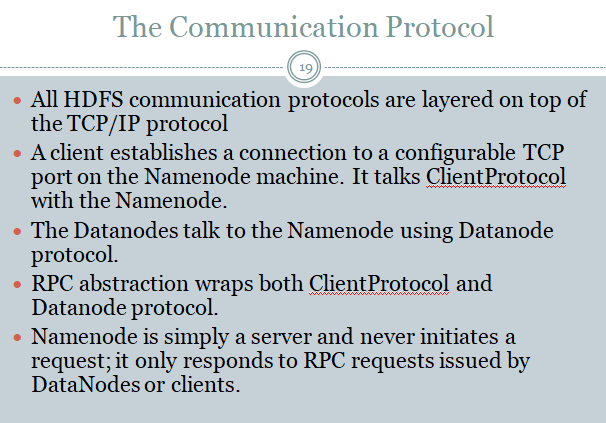 The Communication Protocol
19
• All HDFS communication protocols are layered on top of
the TCP/IP protocol
• A client establishes a connection to a configurable TCP
port on the Namenode machine. It talks ClientProtocol
with the Namenode.
• The Datanodes talk to the Namenode using Datanode
protocol.
• RPC abstraction wraps both ClientProtocol and
Datanode protocol.
• Namenode is simply a server and never initiates a
request; it only responds to RPC requests issued by
DataNodes or clients.